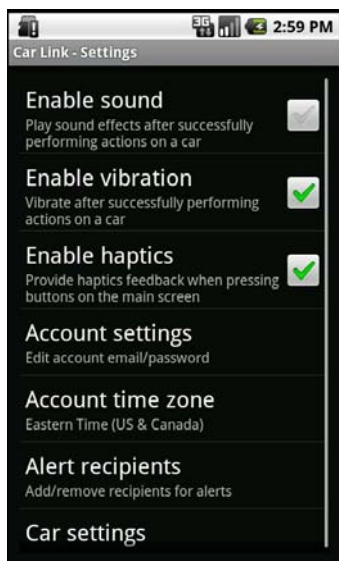 3G 2:59 PM
Car Link - Settings
Enable sound
Play sound effects after successfully
performing actions on a car
Enable vibration
Vibrate after successfully performing
actions on a car
Enable haptics
Provide haptics feedback when pressing
buttons on the main screen
Account settings
Edit account email/password
Account time zone
Eastern Time (US & Canada)
Alert recipients
Add/remove recipients for alerts
Car settings